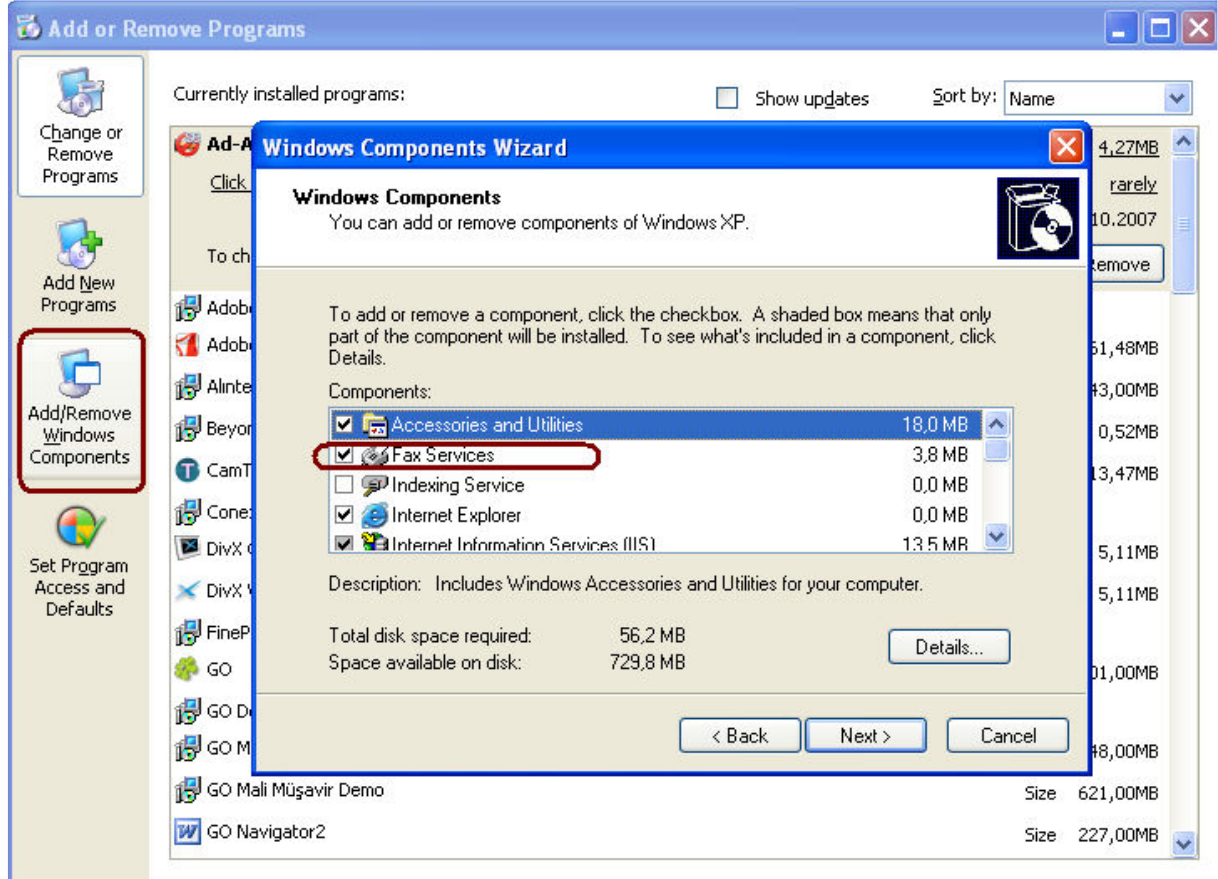 Add or Remove Programs
Change or
Remove
Programs
Add New
Programs
Add/Remove
Windows
Components
Set Program
Access and
Defaults
Currently installed programs:
Show updates
Sort by: Name
4,27MB
Click
rarely
10.2007
To ch
Adob
Adob
61,48MB
Alnte
43,00MB
Beyon
0,52MB
CamT
13,47MB
Cone
DivX
5,11MB
DivX
5,11MB
FineP
GO
01,00MB
GO D
GO M
48,00MB
GO Mali Müşavir Demo Size 621,00MB
GO Navigator2 Size 227,00MB
Windows Components Wizard
Windows Components
You can add or remove components of Windows XP.
To add or remove a component, click the checkbox. A shaded box means that only
part of the component will be installed. To see what's included in a component, click
Details.
Components:
Accessories and Utilities 18,0 MB
Fax Services 3,8 MB
Indexing Service 0,0 MB
Internet Explorer 0,0 MB
Internet Information Services (IIS) 13,5 MB
Description: Includes Windows Accessories and Utilities for your computer.
Total disk space required: 56,2 MB
Space available on disk: 729,8 MB
Details...
< Back
Next >
Cancel